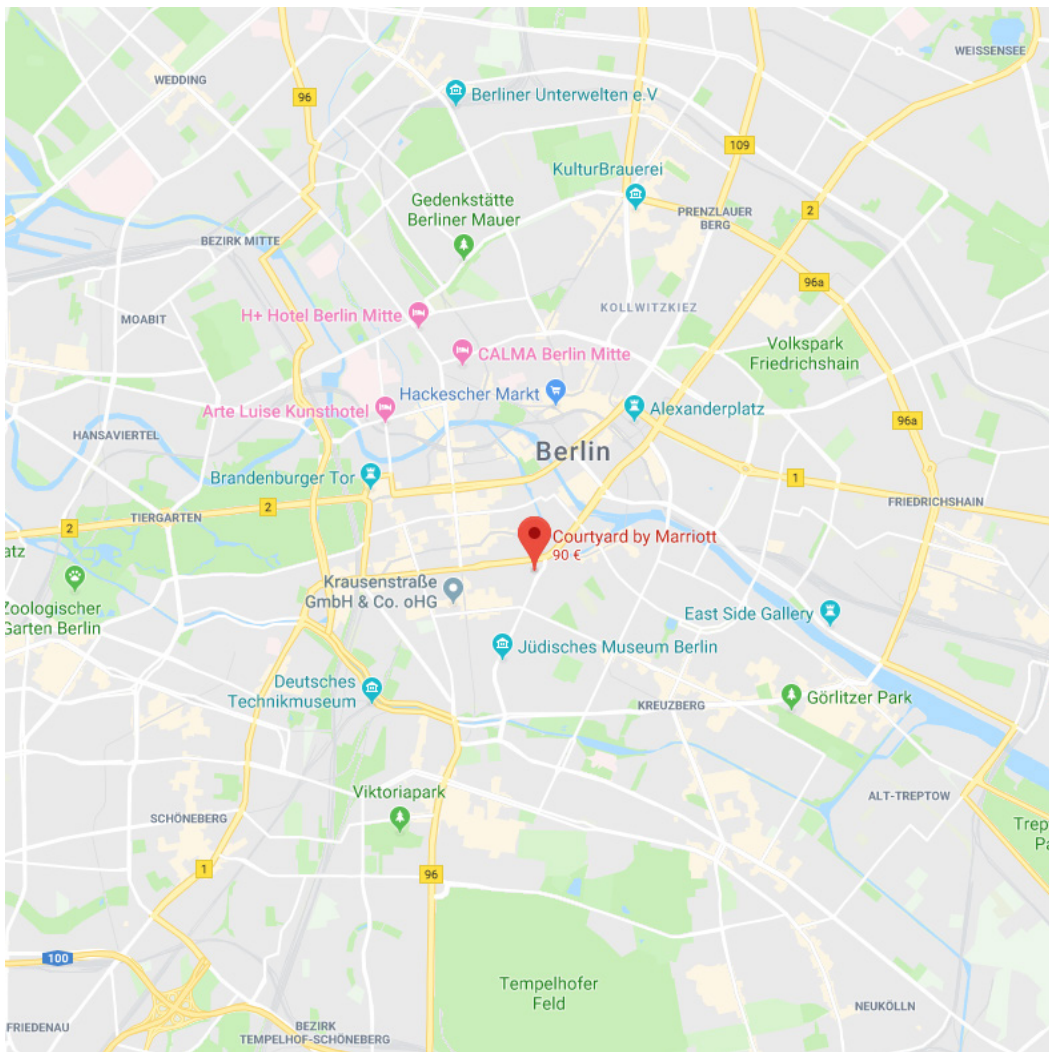 WEISSENSEE
WEDDING
96
Berliner Unterwelten e.V
109
KulturBrauerei
Gedenkstätte
Berliner Mauer
PRENZLAUER
BERG
2
BEZIRK MITTE
96a
KOLLWITZKIEZ
H+ Hotel Berlin Mitte
MOABIT
Volkspark
Friedrichshain
CALMA Berlin Mitte
Hackescher Markt
Arte Luise Kunsthotel
Alexanderplatz
96a
HANSAVIERTEL
Berlin
Brandenburger Tor
1
FRIEDRICHSHAIN
2
TIERGARTEN
2
Courtyard by Marriott
90 €
atz
Krausenstraße
GmbH & Co. oHG
Zoologischer
Garten Berlin
East Side Gallery
Jüdisches Museum Berlin
Deutsches
Technikmuseum
KREUZBERG
Görlitzer Park
Viktoriapark
ALT-TREPTOW
SCHÖNEBERG
Trep
Pa
1
96
100
Tempelhofer
Feld
NEUKÖLLN
FRIEDENAU
BEZIRK
TEMPELHOF-SCHÖNEBERG